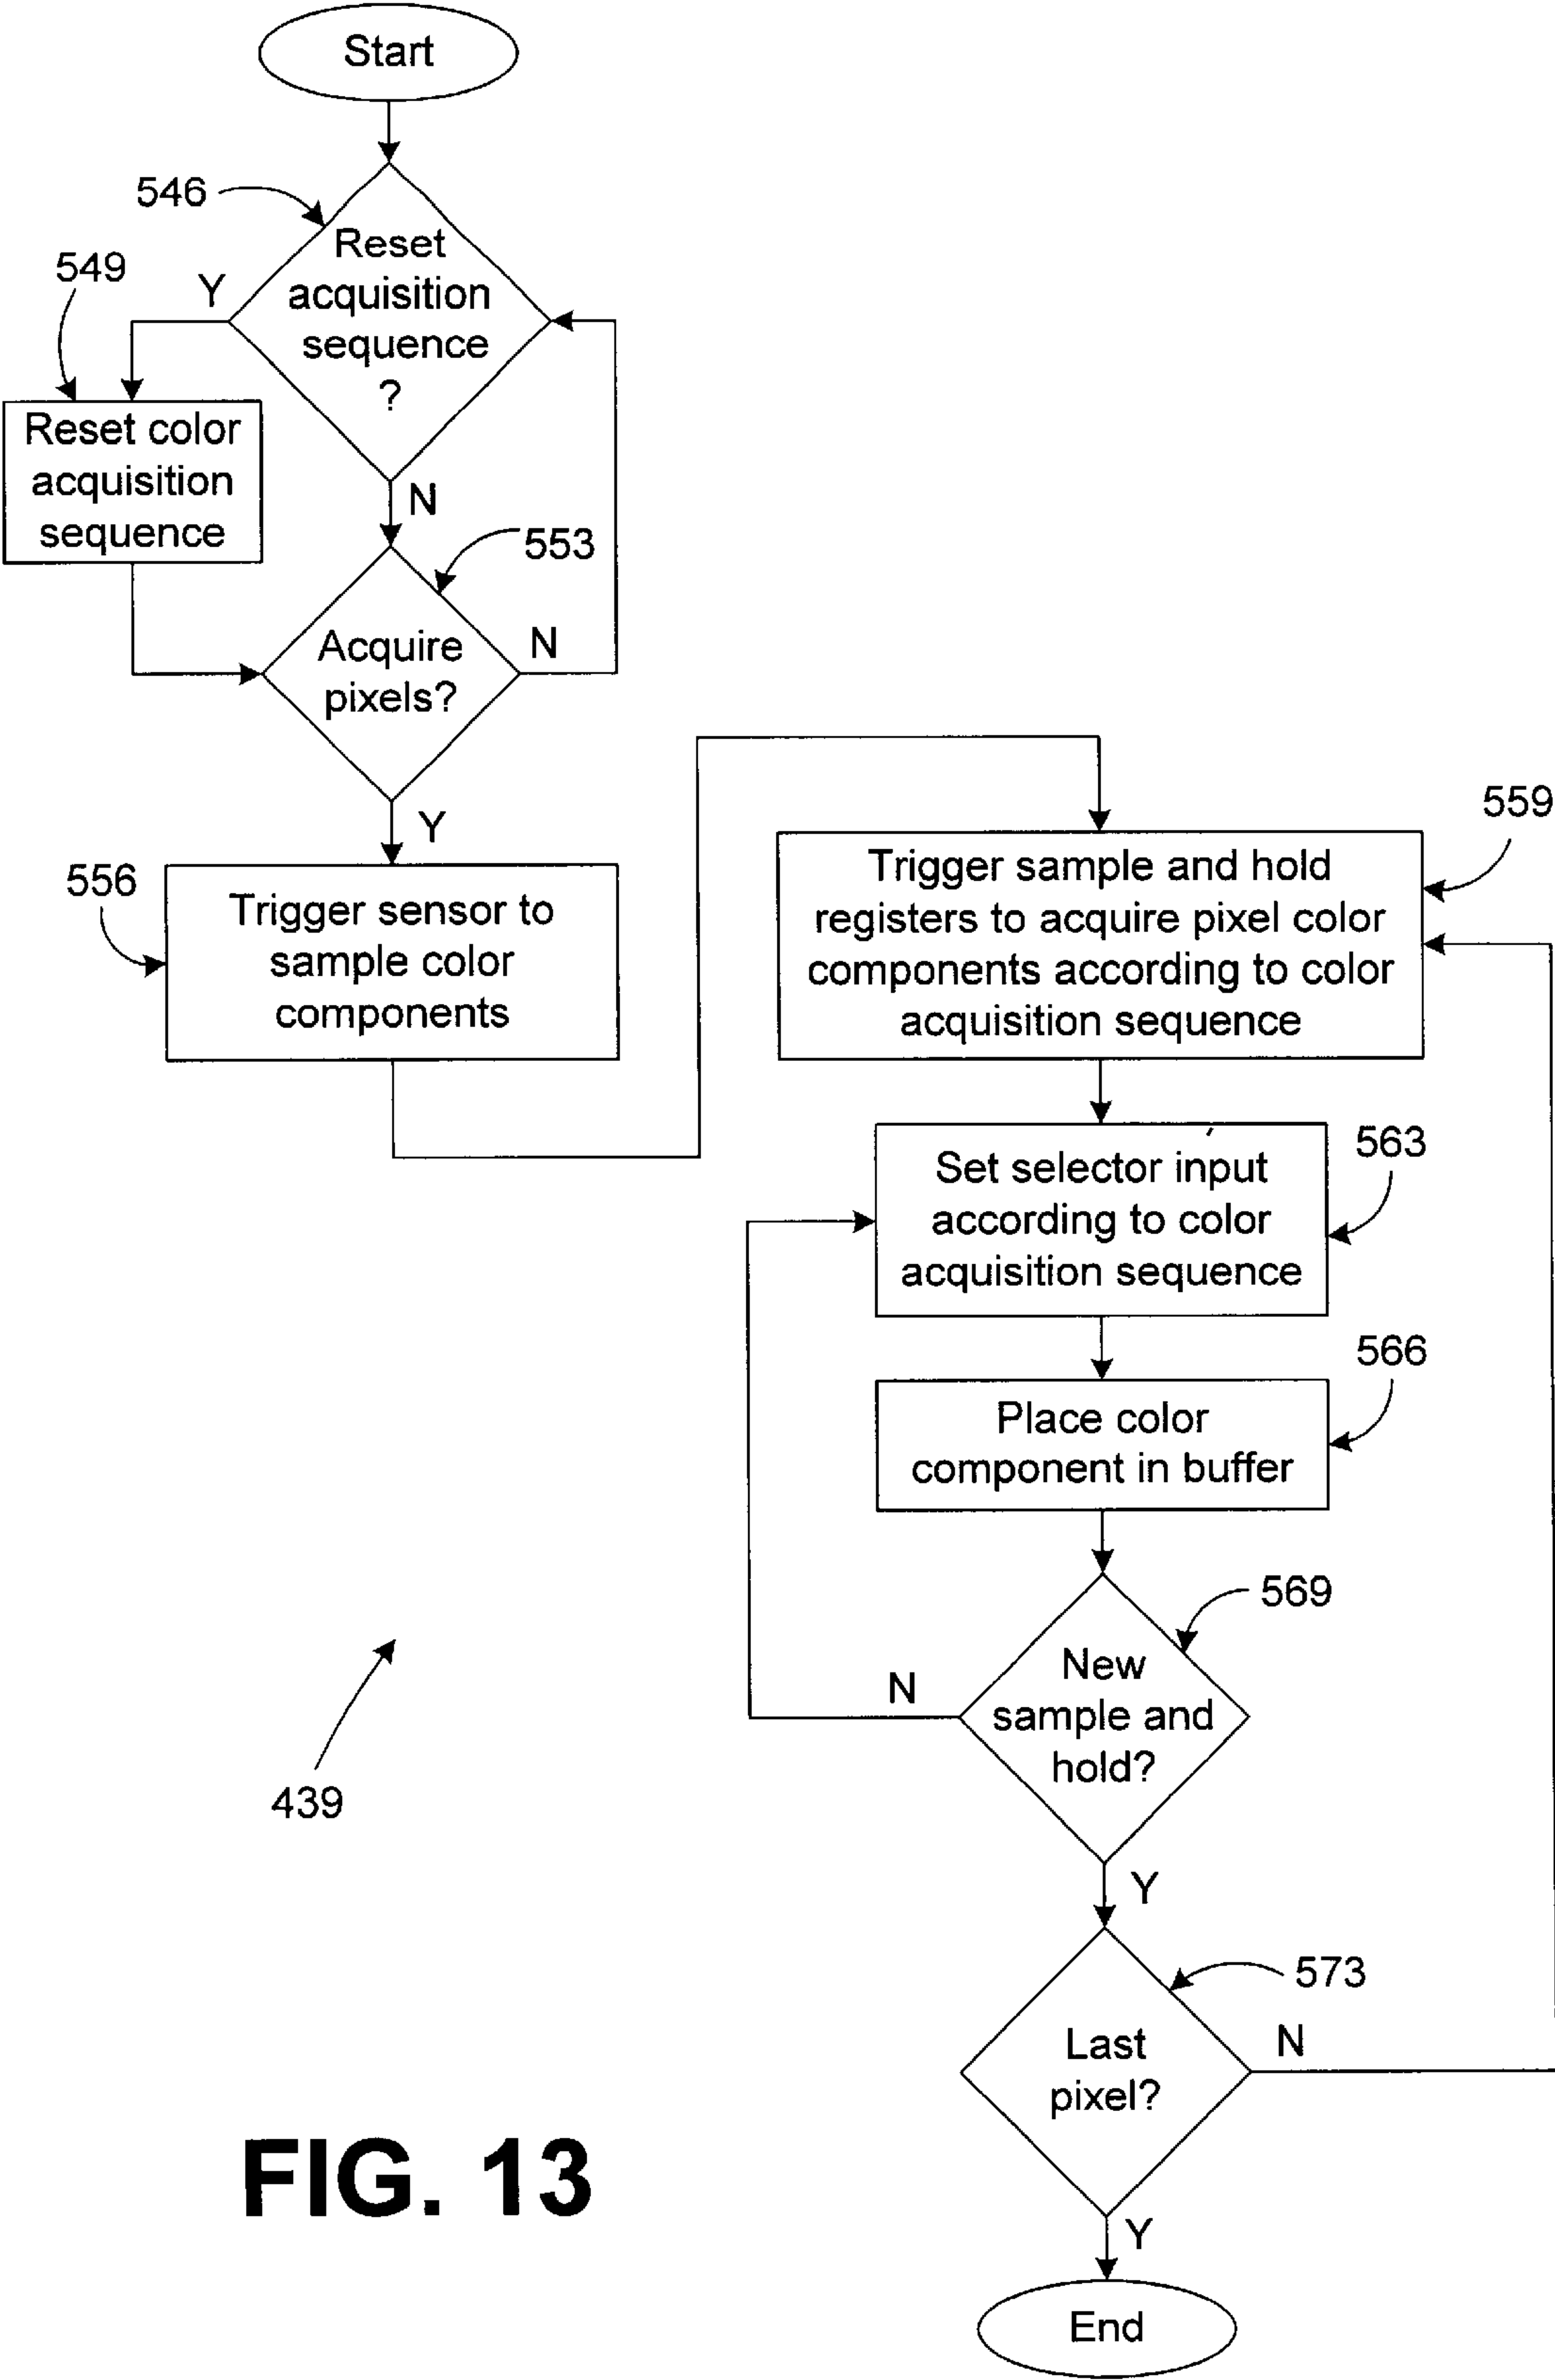 Start
546
Reset
acquisition
sequence
?
549
Y
Reset color
acquisition
sequence
N
553
Acquire
pixels?
N
Y
556
Trigger sensor to
sample color
components
559
Trigger sample and hold
registers to acquire pixel color
components according to color
acquisition sequence
563
Set selector input
according to color
acquisition sequence
566
Place color
component in buffer
569
New
sample and
hold?
N
Y
439
573
Last
pixel?
N
Y
End
FIG. 13